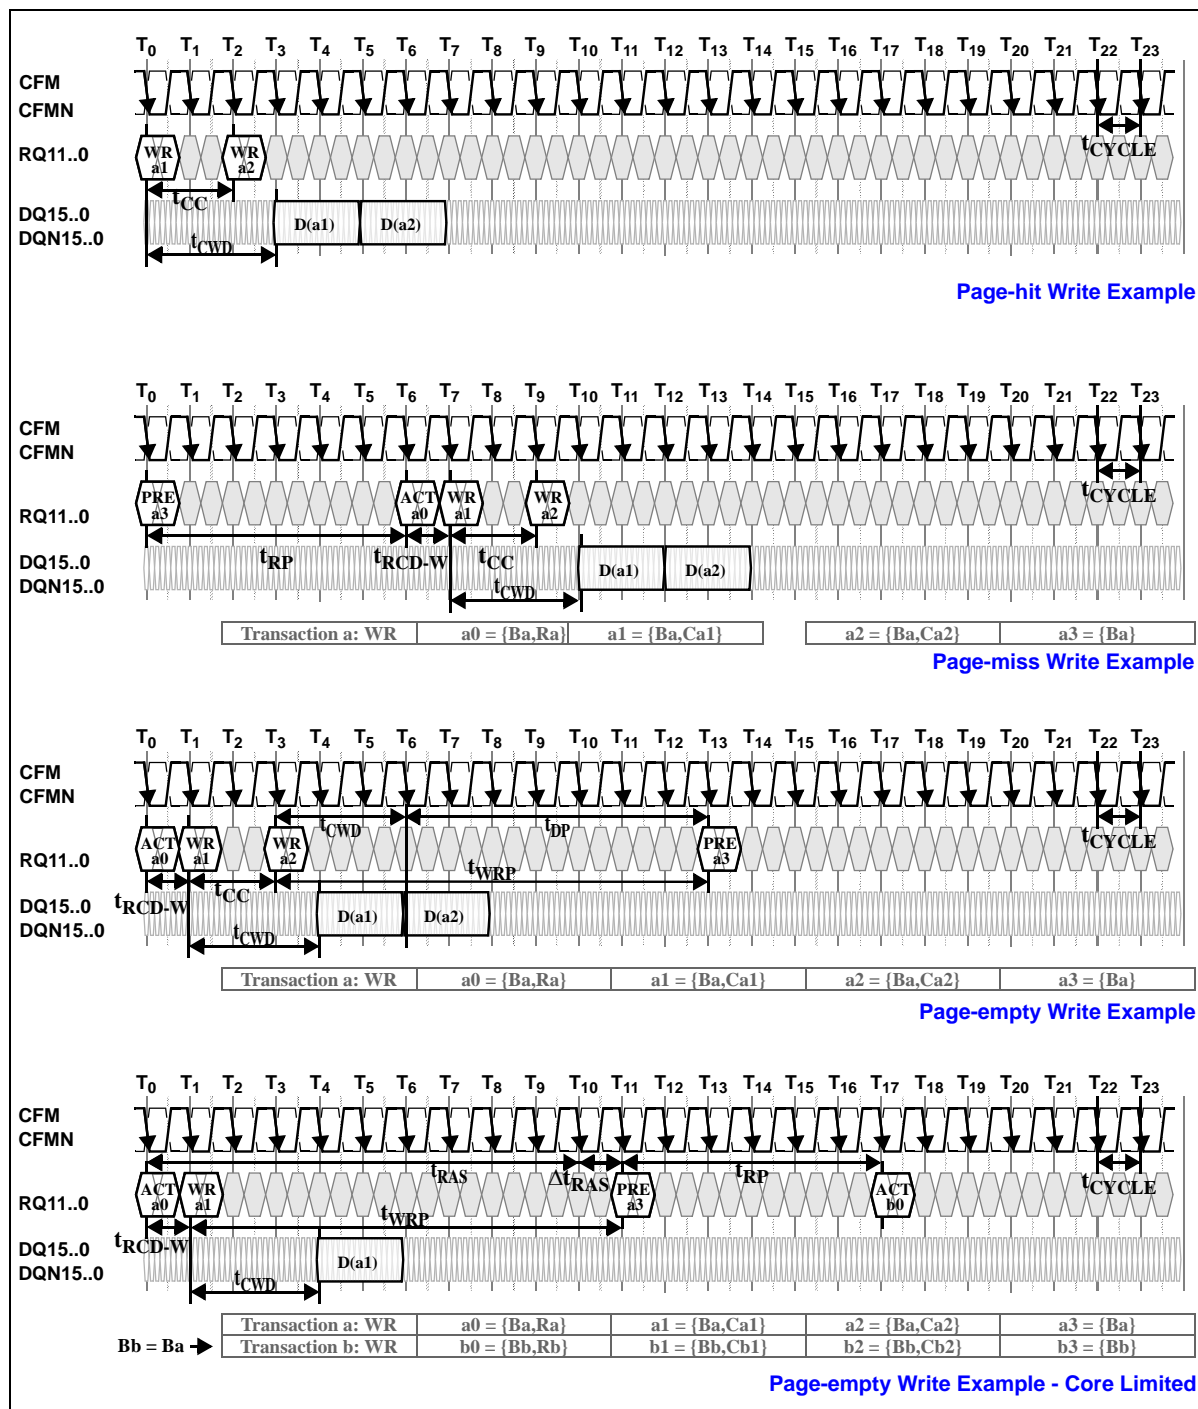 T0 T1 T2 T3 T4 T5 T6 T7 T8 T9 T10 T11 T12 T13 T14 T15 T16 T17 T18 T19 T20 T21 T22 T23
CFM
CFMN
RQ11..0
WR a1
WR a2
tCYCLE
tCC
DQ15..0
DQN15..0
D(a1)
D(a2)
tCWD
Page-hit Write Example
T0 T1 T2 T3 T4 T5 T6 T7 T8 T9 T10 T11 T12 T13 T14 T15 T16 T17 T18 T19 T20 T21 T22 T23
CFM
CFMN
RQ11..0
PRE a3
ACT a0
WR a1
WR a2
tCYCLE
tRP
tRCD-W
tCC
DQ15..0
DQN15..0
tCWD
D(a1)
D(a2)
Transaction a: WR
a0 = {Ba,Ra}
a1 = {Ba,Ca1}
a2 = {Ba,Ca2}
a3 = {Ba}
Page-miss Write Example
T0 T1 T2 T3 T4 T5 T6 T7 T8 T9 T10 T11 T12 T13 T14 T15 T16 T17 T18 T19 T20 T21 T22 T23
CFM
CFMN
tCWD
tDP
RQ11..0
ACT a0
WR a1
WR a2
PRE a3
tCYCLE
tWRP
tRCD-W
tCC
DQ15..0
DQN15..0
D(a1)
D(a2)
tCWD
Transaction a: WR
a0 = {Ba,Ra}
a1 = {Ba,Ca1}
a2 = {Ba,Ca2}
a3 = {Ba}
Page-empty Write Example
T0 T1 T2 T3 T4 T5 T6 T7 T8 T9 T10 T11 T12 T13 T14 T15 T16 T17 T18 T19 T20 T21 T22 T23
CFM
CFMN
tRAS
ΔtRAS
tRP
RQ11..0
ACT a0
WR a1
PRE a3
ACT b0
tCYCLE
tWRP
tRCD-W
DQ15..0
DQN15..0
D(a1)
tCWD
Transaction a: WR
a0 = {Ba,Ra}
a1 = {Ba,Ca1}
a2 = {Ba,Ca2}
a3 = {Ba}
Bb = Ba
Transaction b: WR
b0 = {Bb,Rb}
b1 = {Bb,Cb1}
b2 = {Bb,Cb2}
b3 = {Bb}
Page-empty Write Example - Core Limited